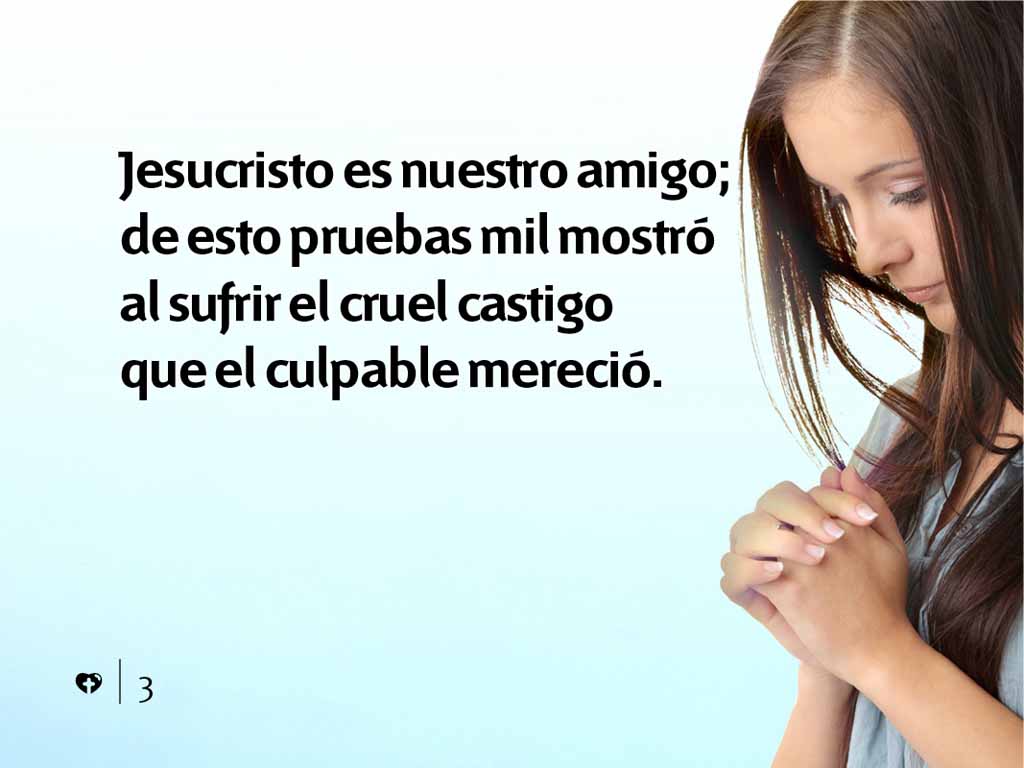 Jesucristo es nuestro amigo;
de esto pruebas mil mostró
al sufrir el cruel castigo
que el culpable mereció.
3